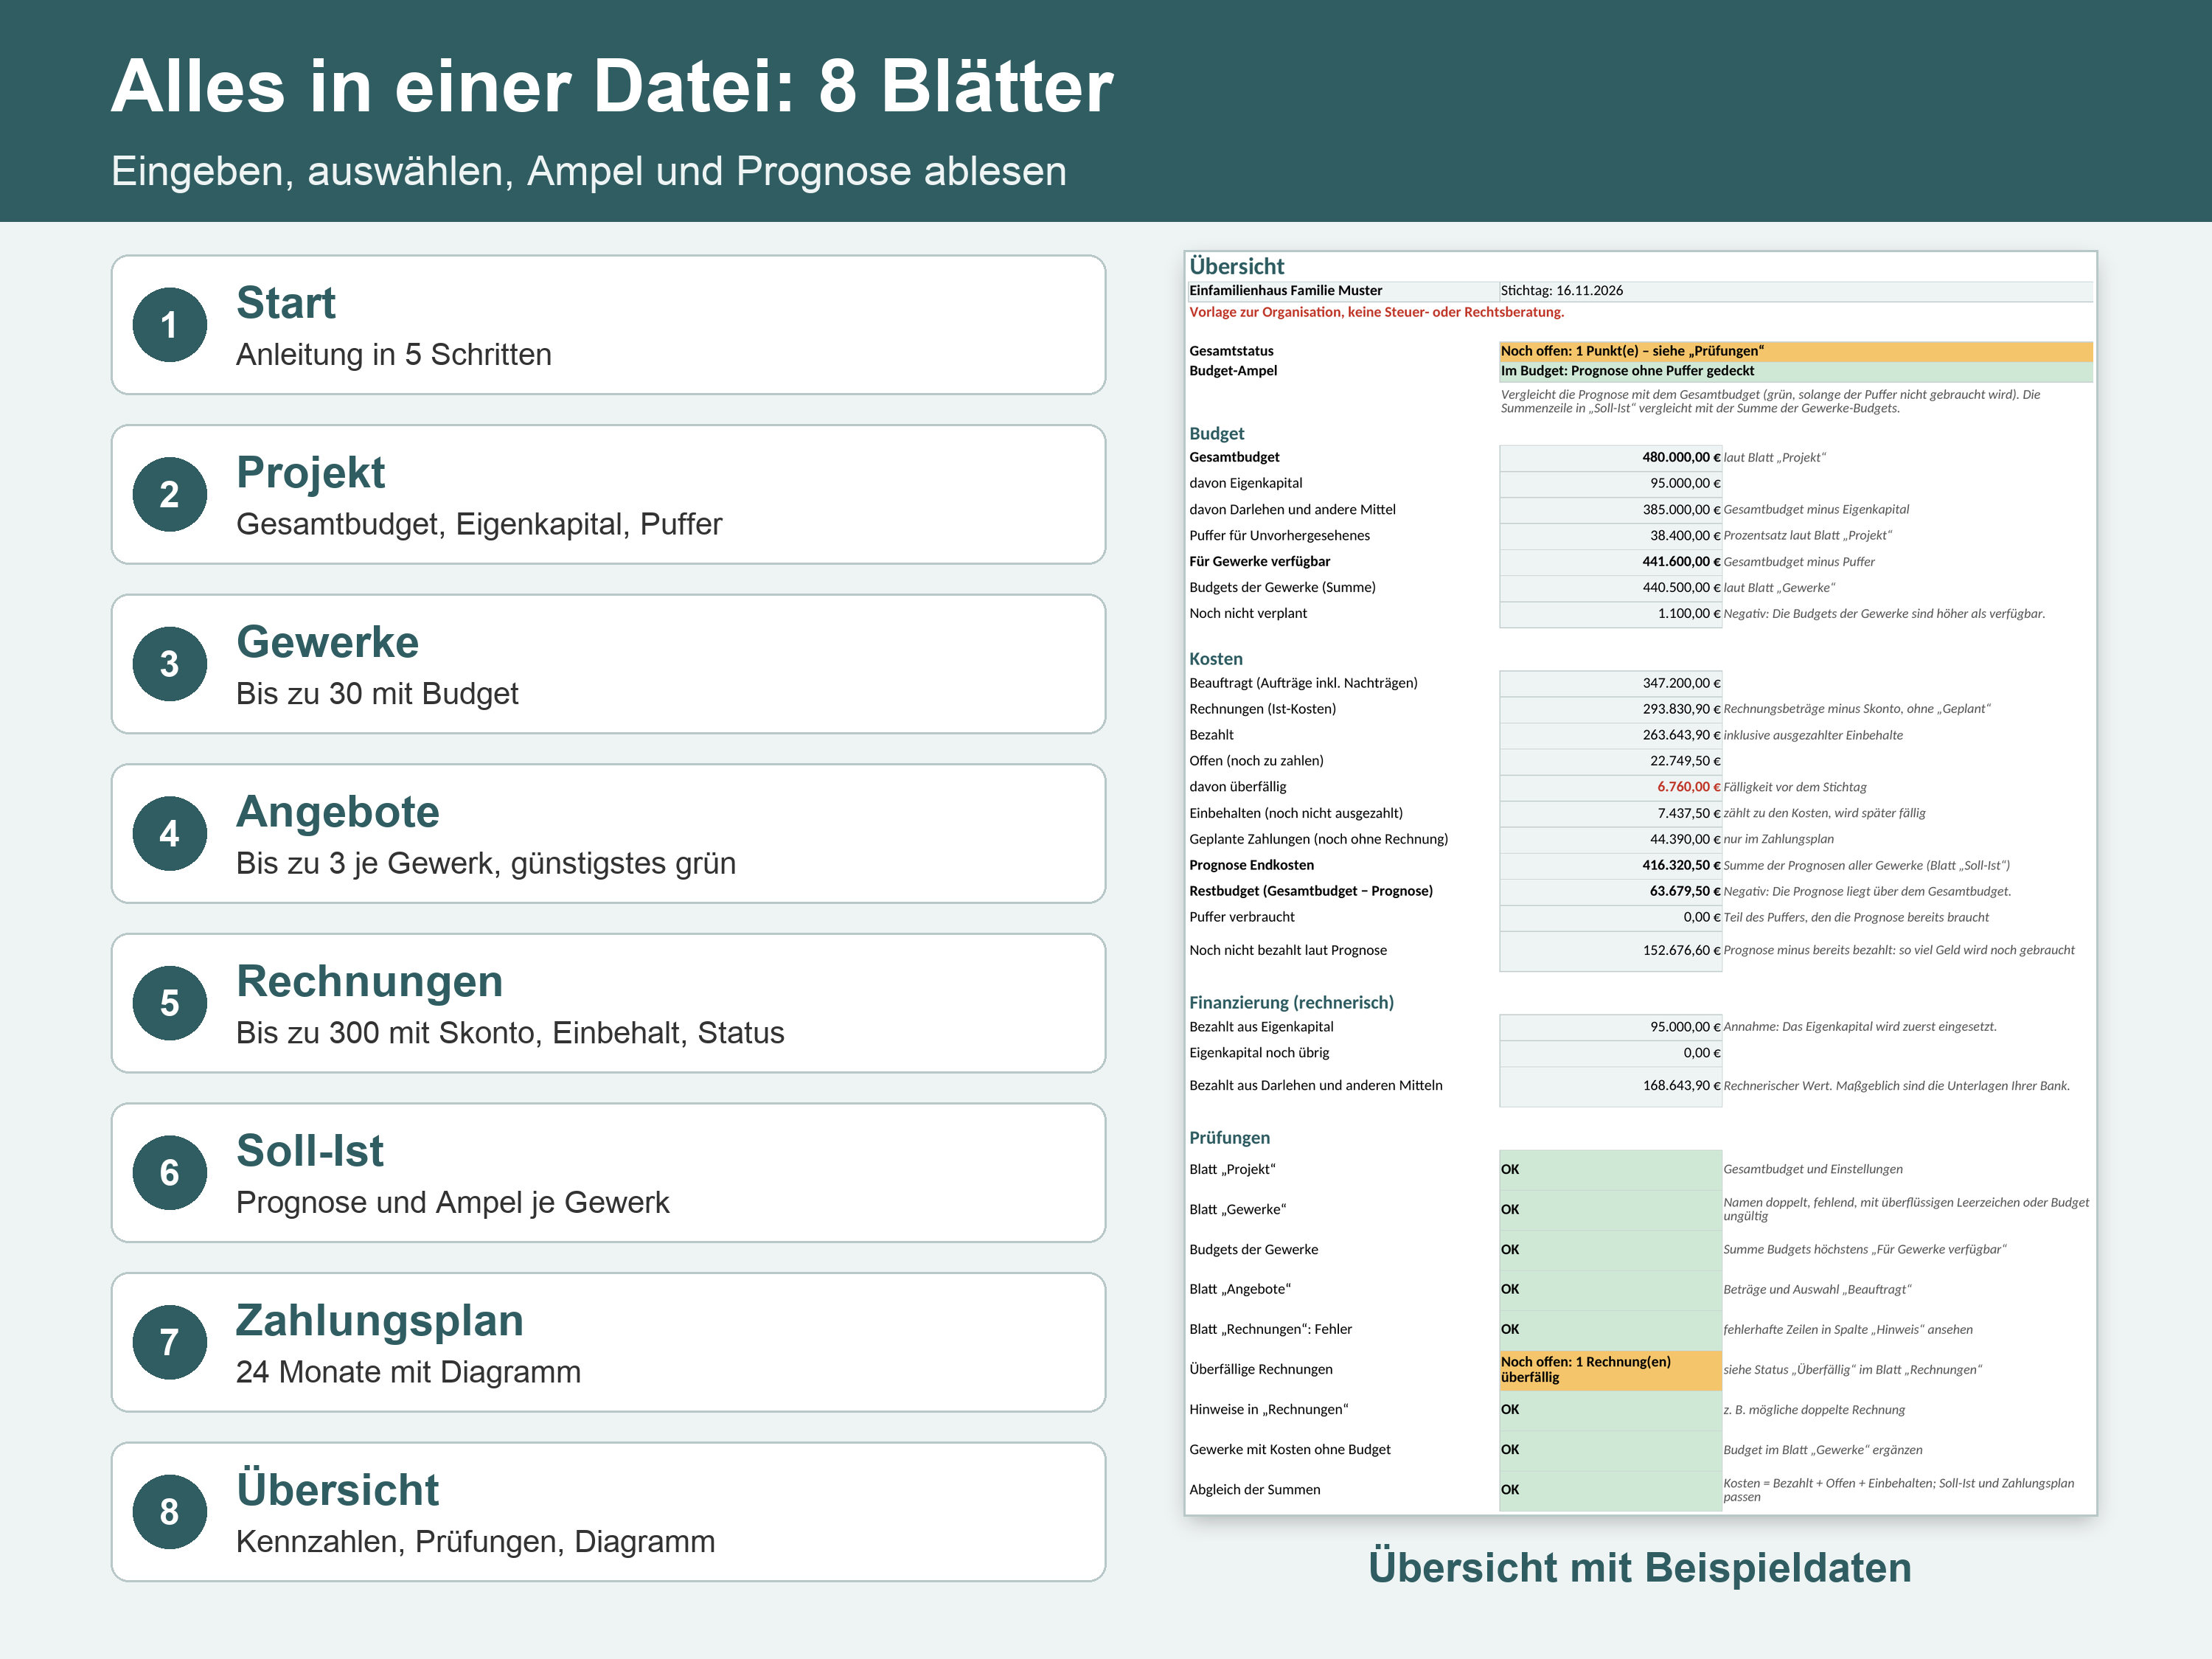 Alles in einer Datei: 8 Blätter
Eingeben, auswählen, Ampel und Prognose ablesen
1
Start
Anleitung in 5 Schritten
2
Projekt
Gesamtbudget, Eigenkapital, Puffer
3
Gewerke
Bis zu 30 mit Budget
4
Angebote
Bis zu 3 je Gewerk, günstigstes grün
5
Rechnungen
Bis zu 300 mit Skonto, Einbehalt, Status
6
Soll-Ist
Prognose und Ampel je Gewerk
7
Zahlungsplan
24 Monate mit Diagramm
8
Übersicht
Kennzahlen, Prüfungen, Diagramm
Übersicht
Einfamilienhaus Familie Muster Stichtag: 16.11.2026
Vorlage zur Organisation, keine Steuer- oder Rechtsberatung.
Gesamtstatus Noch offen: 1 Punkt(e) – siehe „Prüfungen“
Budget-Ampel Im Budget: Prognose ohne Puffer gedeckt
Vergleicht die Prognose mit dem Gesamtbudget (grün, solange der Puffer nicht gebraucht wird). Die
Summenzeile in „Soll-Ist“ vergleicht mit der Summe der Gewerke-Budgets.
Budget
Gesamtbudget 480.000,00 € laut Blatt „Projekt“
davon Eigenkapital 95.000,00 €
davon Darlehen und andere Mittel 385.000,00 € Gesamtbudget minus Eigenkapital
Puffer für Unvorhergesehenes 38.400,00 € Prozentsatz laut Blatt „Projekt“
Für Gewerke verfügbar 441.600,00 € Gesamtbudget minus Puffer
Budgets der Gewerke (Summe) 440.500,00 € laut Blatt „Gewerke“
Noch nicht verplant 1.100,00 € Negativ: Die Budgets der Gewerke sind höher als verfügbar.
Kosten
Beauftragt (Aufträge inkl. Nachträgen) 347.200,00 €
Rechnungen (Ist-Kosten) 293.830,90 € Rechnungsbeträge minus Skonto, ohne „Geplant“
Bezahlt 263.643,90 € inklusive ausgezahlter Einbehalte
Offen (noch zu zahlen) 22.749,50 €
davon überfällig 6.760,00 € Fälligkeit vor dem Stichtag
Einbehalten (noch nicht ausgezahlt) 7.437,50 € zählt zu den Kosten, wird später fällig
Geplante Zahlungen (noch ohne Rechnung) 44.390,00 € nur im Zahlungsplan
Prognose Endkosten 416.320,50 € Summe der Prognosen aller Gewerke (Blatt „Soll-Ist“)
Restbudget (Gesamtbudget − Prognose) 63.679,50 € Negativ: Die Prognose liegt über dem Gesamtbudget.
Puffer verbraucht 0,00 € Teil des Puffers, den die Prognose bereits braucht
Noch nicht bezahlt laut Prognose 152.676,60 € Prognose minus bereits bezahlt: so viel Geld wird noch gebraucht
Finanzierung (rechnerisch)
Bezahlt aus Eigenkapital 95.000,00 € Annahme: Das Eigenkapital wird zuerst eingesetzt.
Eigenkapital noch übrig 0,00 €
Bezahlt aus Darlehen und anderen Mitteln 168.643,90 € Rechnerischer Wert. Maßgeblich sind die Unterlagen Ihrer Bank.
Prüfungen
Blatt „Projekt“ OK Gesamtbudget und Einstellungen
Blatt „Gewerke“ OK Namen doppelt, fehlend, mit überflüssigen Leerzeichen oder Budget
ungültig
Budgets der Gewerke OK Summe Budgets höchstens „Für Gewerke verfügbar“
Blatt „Angebote“ OK Beträge und Auswahl „Beauftragt“
Blatt „Rechnungen“: Fehler OK fehlerhafte Zeilen in Spalte „Hinweis“ ansehen
Überfällige Rechnungen Noch offen: 1 Rechnung(en) siehe Status „Überfällig“ im Blatt „Rechnungen“
überfällig
Hinweise in „Rechnungen“ OK z. B. mögliche doppelte Rechnung
Gewerke mit Kosten ohne Budget OK Budget im Blatt „Gewerke“ ergänzen
Abgleich der Summen OK Kosten = Bezahlt + Offen + Einbehalten; Soll-Ist und Zahlungsplan
passen
Übersicht mit Beispieldaten